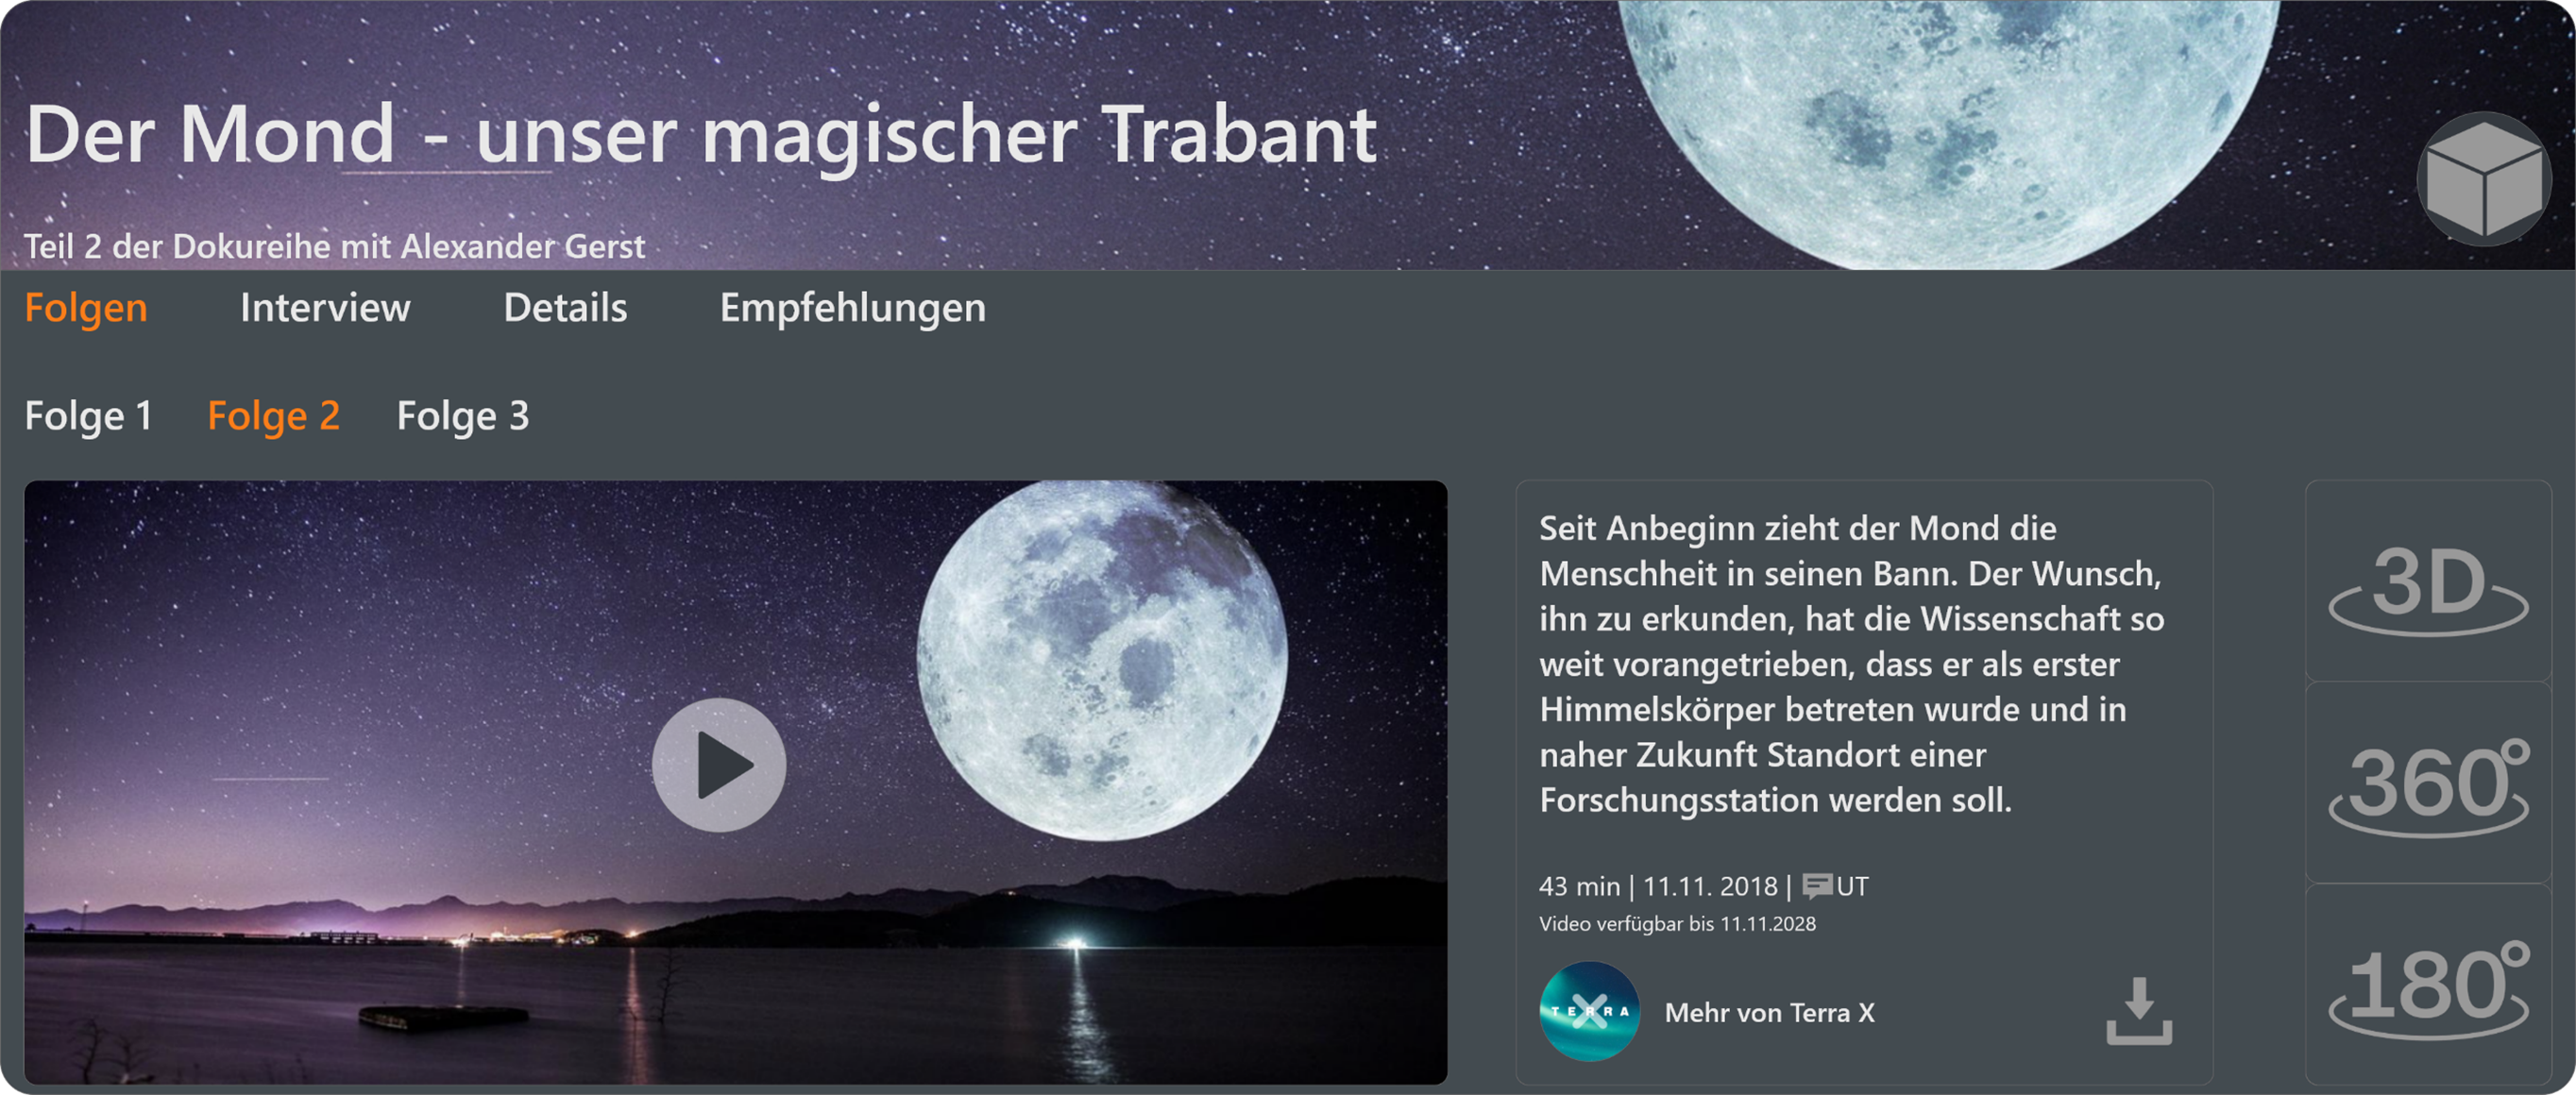 Der Mond - unser magischer Trabant
Teil 2 der Dokureihe mit Alexander Gerst
Folgen Interview Details Empfehlungen
Folge 1 Folge 2 Folge 3
Seit Anbeginn zieht der Mond die
Menschheit in seinen Bann. Der Wunsch,
ihn zu erkunden, hat die Wissenschaft so
weit vorangetrieben, dass er als erster
Himmelskörper betreten wurde und in
naher Zukunft Standort einer
Forschungsstation werden soll.
43 min | 11.11. 2018 | UT
Video verfügbar bis 11.11.2028
TERRA X
Mehr von Terra X
3D
360°
180°